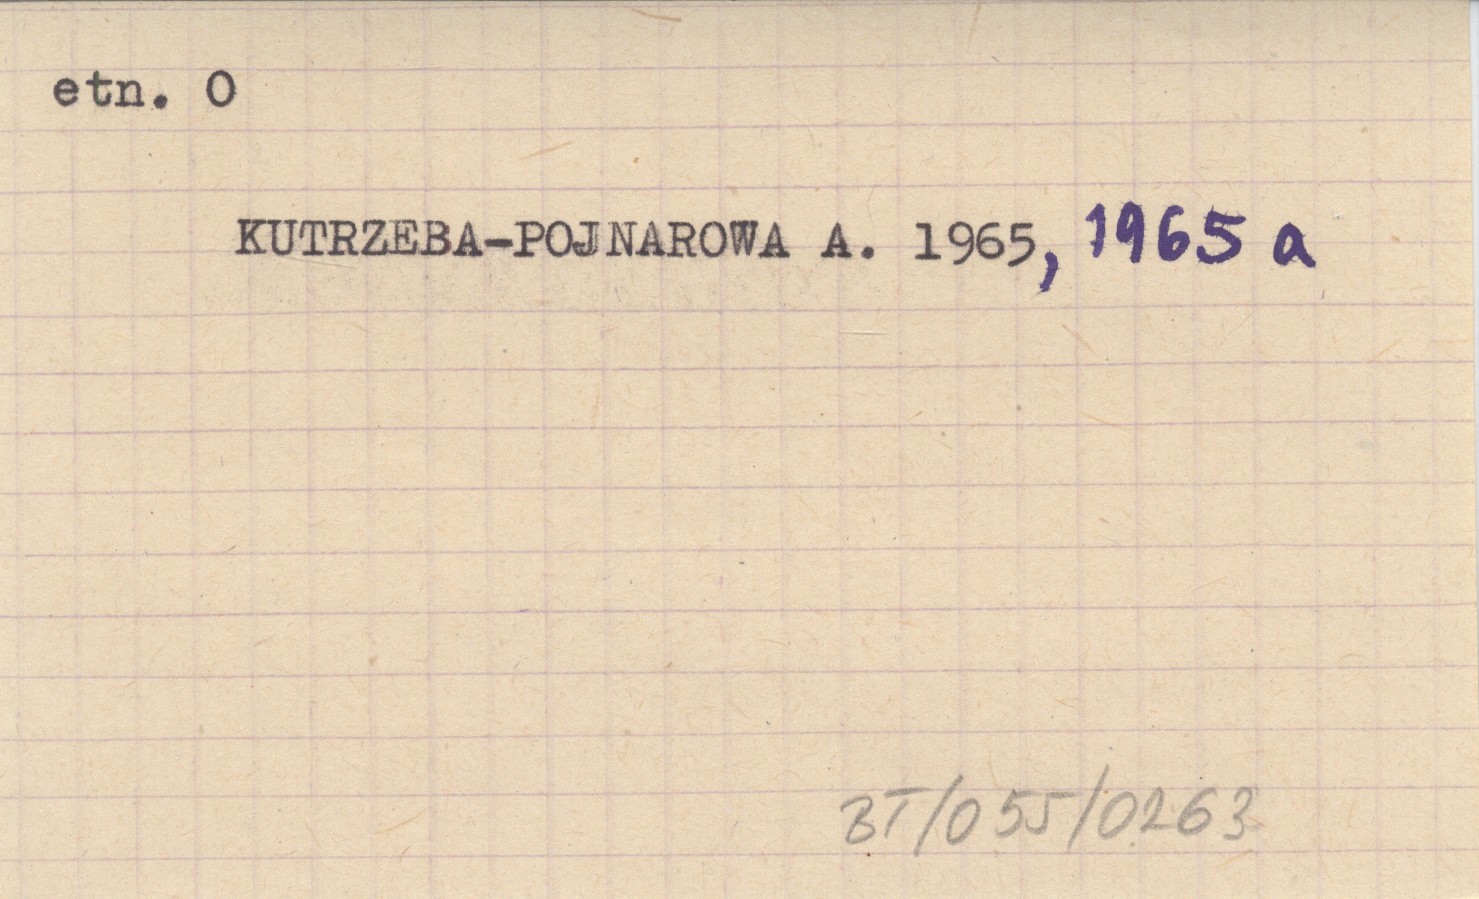 etn. O
KUTRZEBA-POJNAROWA A. 1965, 1965 a
BT/055/0263